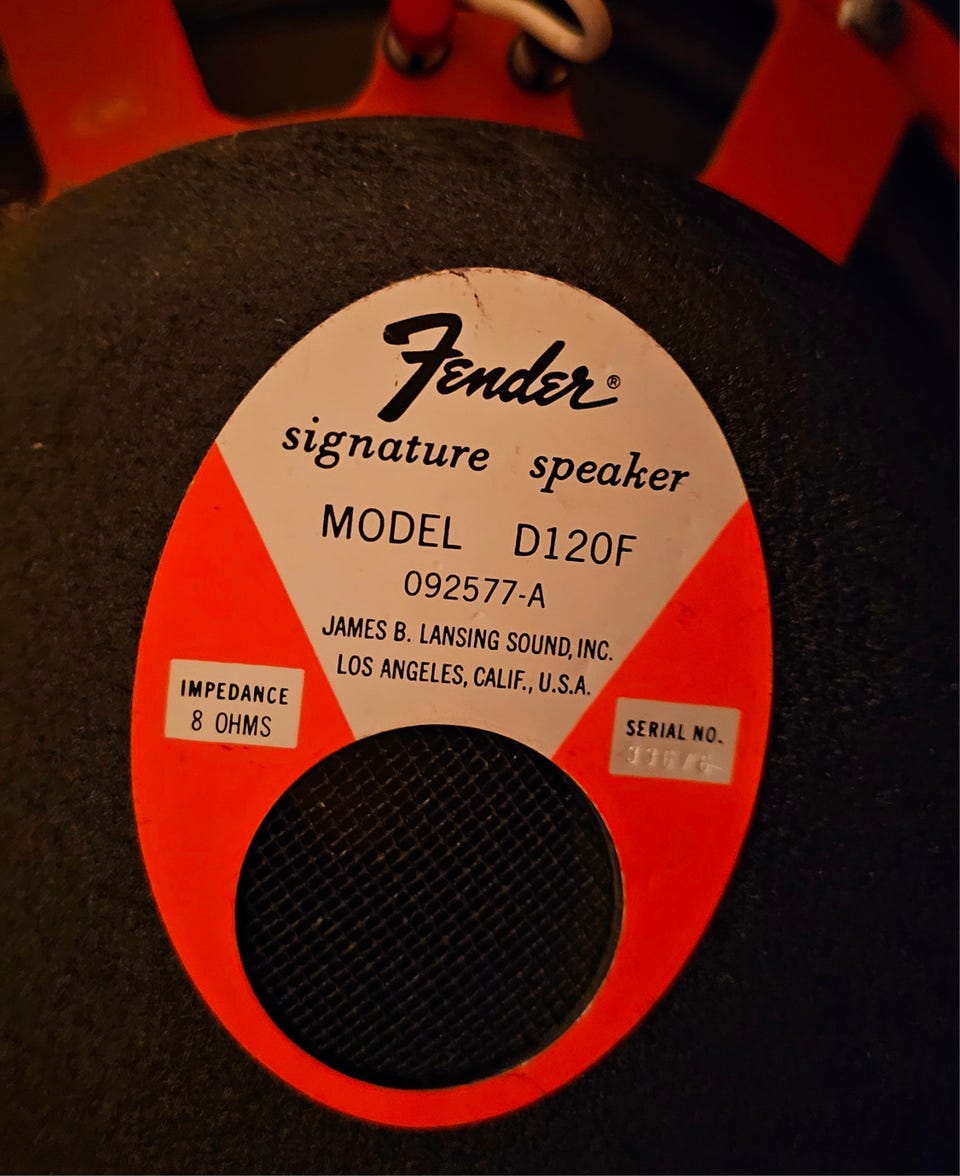 Fender®
signature speaker
MODEL D120F
092577-A
JAMES B. LANSING SOUND, INC.
LOS ANGELES, CALIF., U.S.A.
IMPEDANCE
8 OHMS
SERIAL NO.